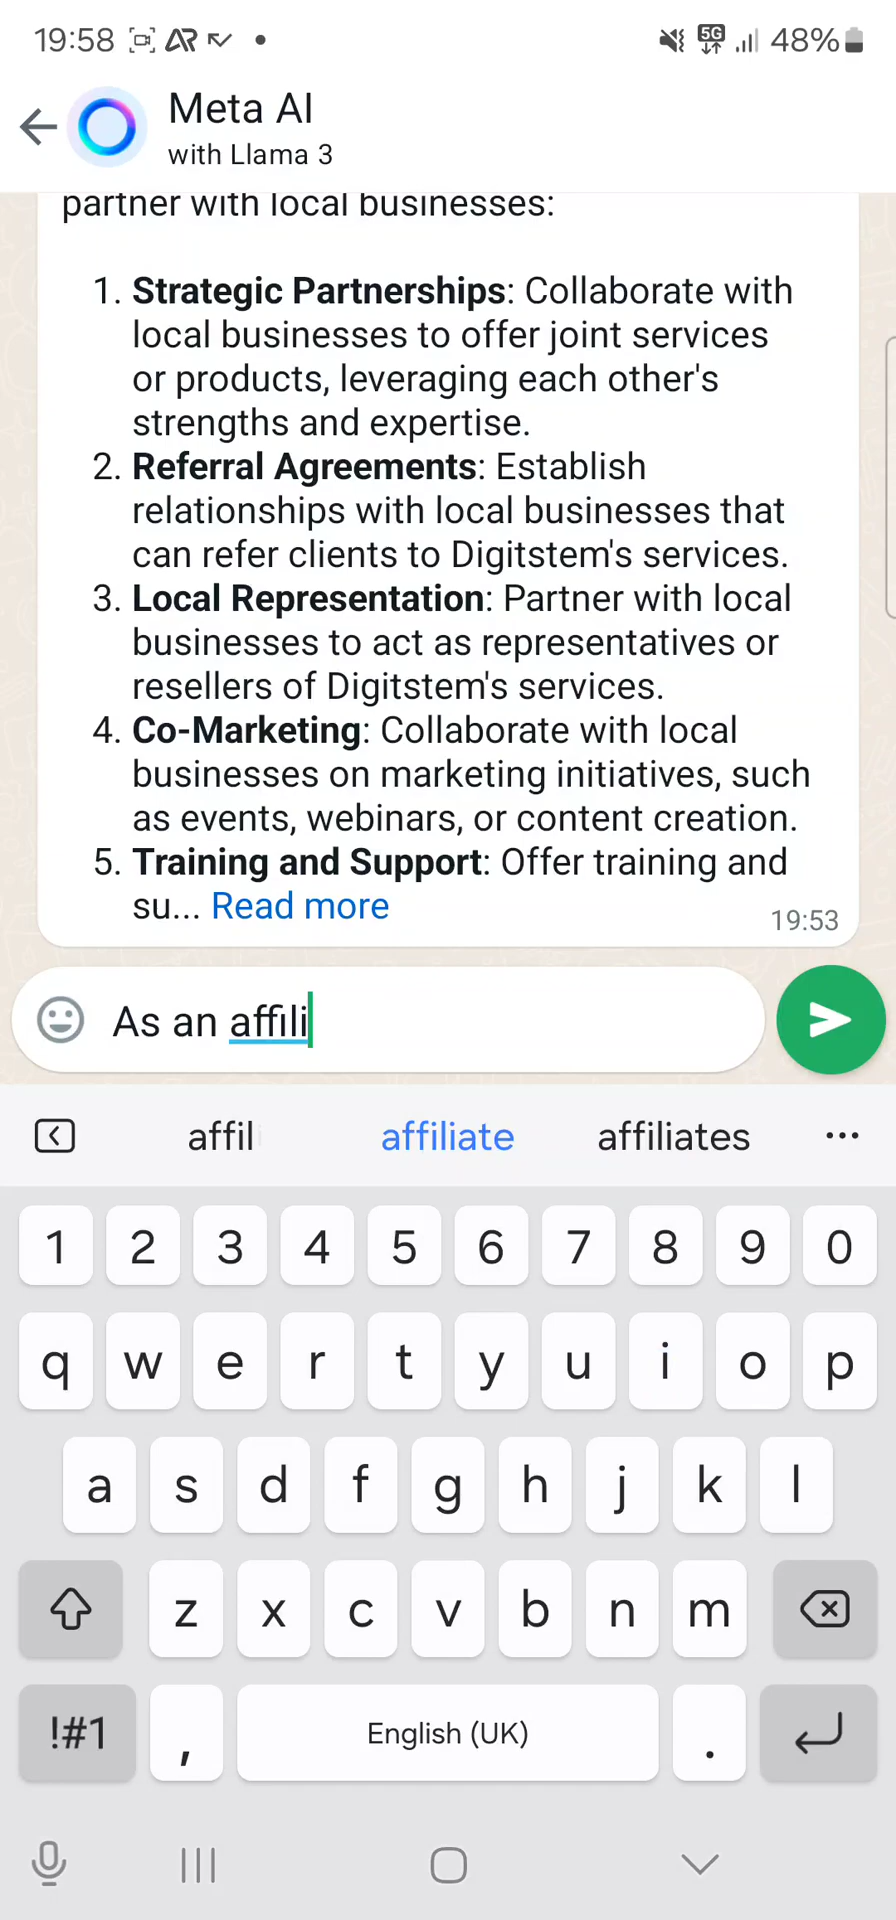 19:58 48%
5G
Meta AI
with Llama 3
partner with local businesses:
1. Strategic Partnerships: Collaborate with
local businesses to offer joint services
or products, leveraging each other's
strengths and expertise.
2. Referral Agreements: Establish
relationships with local businesses that
can refer clients to Digitstem's services.
3. Local Representation: Partner with local
businesses to act as representatives or
resellers of Digitstem's services.
4. Co-Marketing: Collaborate with local
businesses on marketing initiatives, such
as events, webinars, or content creation.
5. Training and Support: Offer training and
su... Read more
19:53
As an affili
affili affiliate affiliates ...
1 2 3 4 5 6 7 8 9 0
q w e r t y u i o p
a s d f g h j k l
z x c v b n m
!#1 , English (UK) .